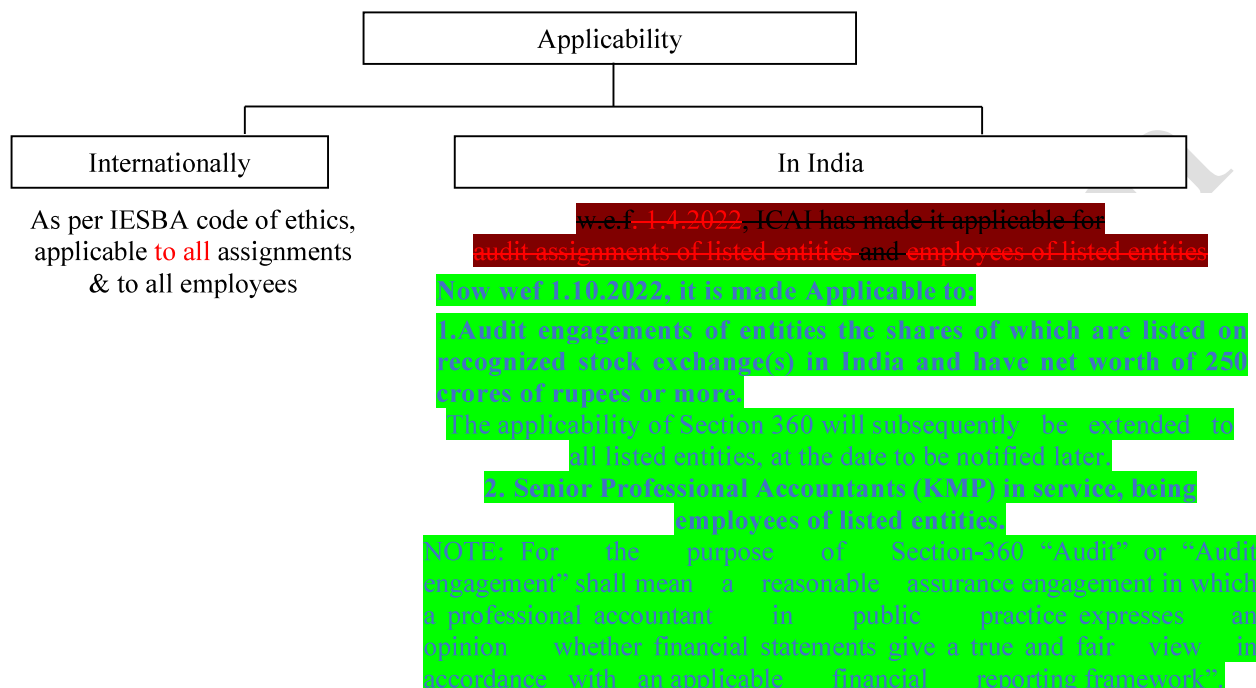 Applicability
Internationally
In India
As per IESBA code of ethics,
applicable to all assignments
& to all employees
w.e.f. 1.4.2022, ICAI has made it applicable for
audit assignments of listed entities and employees of listed entities
Now wef 1.10.2022, it is made Applicable to:
1.Audit engagements of entities the shares of which are listed on
recognized stock exchange(s) in India and have net worth of 250
crores of rupees or more.
The applicability of Section 360 will subsequently be extended to
all listed entities, at the date to be notified later.
2. Senior Professional Accountants (KMP) in service, being
employees of listed entities.
NOTE: For the purpose of Section-360 “Audit” or “Audit
engagement” shall mean a reasonable assurance engagement in which
a professional accountant in public practice expresses an
opinion whether financial statements give a true and fair view in
accordance with an applicable financial reporting framework”.